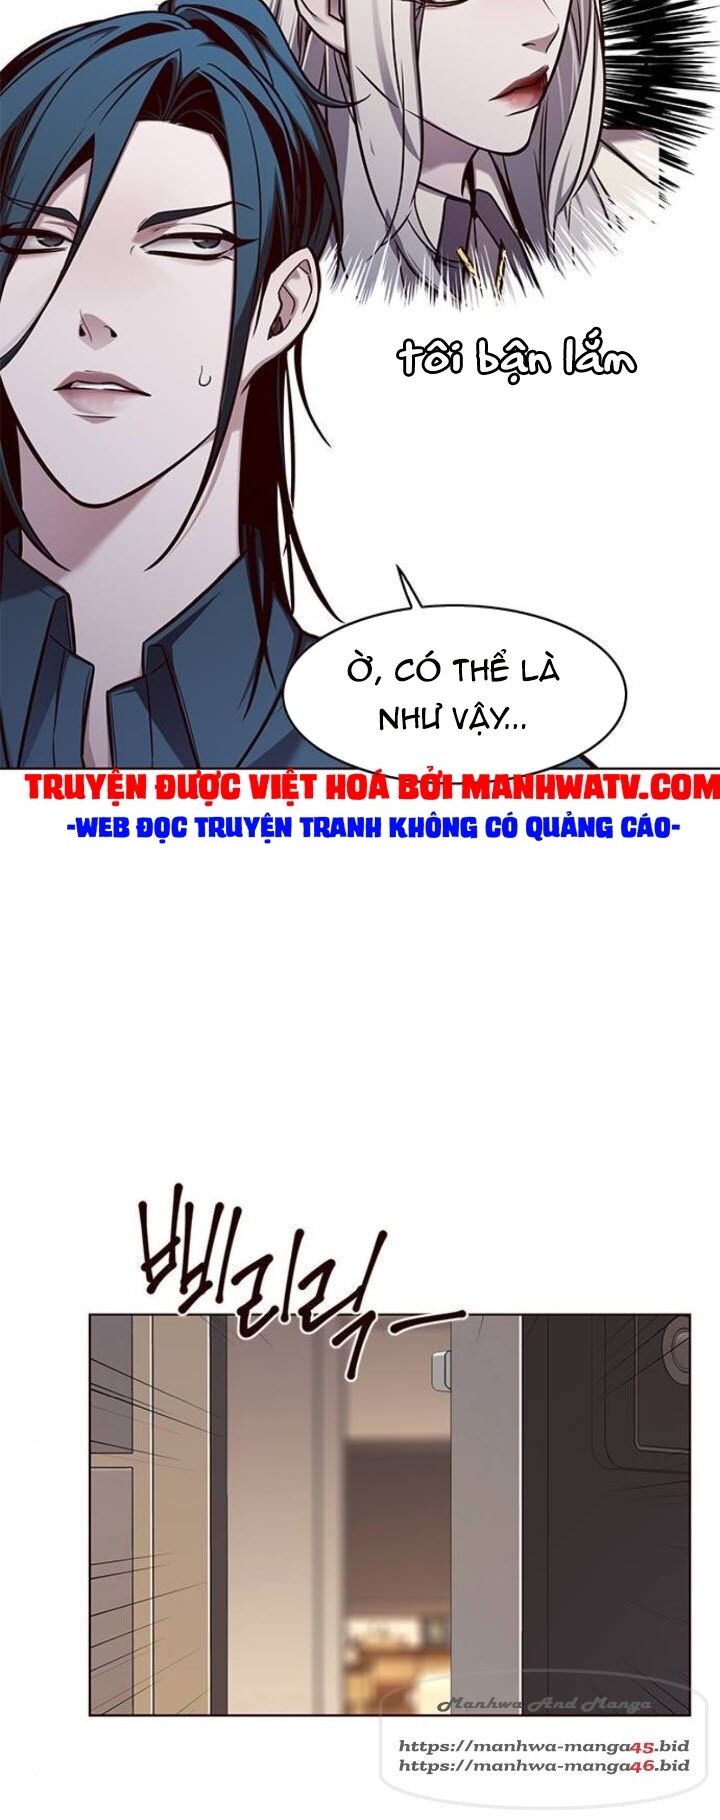 tôi bận lắm
Ờ, CÓ THỂ LÀ
NHƯ VẬY...
TRUYỆN ĐƯỢC VIỆT HOÁ BỞI MANHWATV.COM
-WEB ĐỌC TRUYỆN TRANH KHÔNG CÓ QUẢNG CÁO-
삐리릭
Manhwa And Manga
https://manhwa-manga45.bid
https://manhwa-manga46.bid